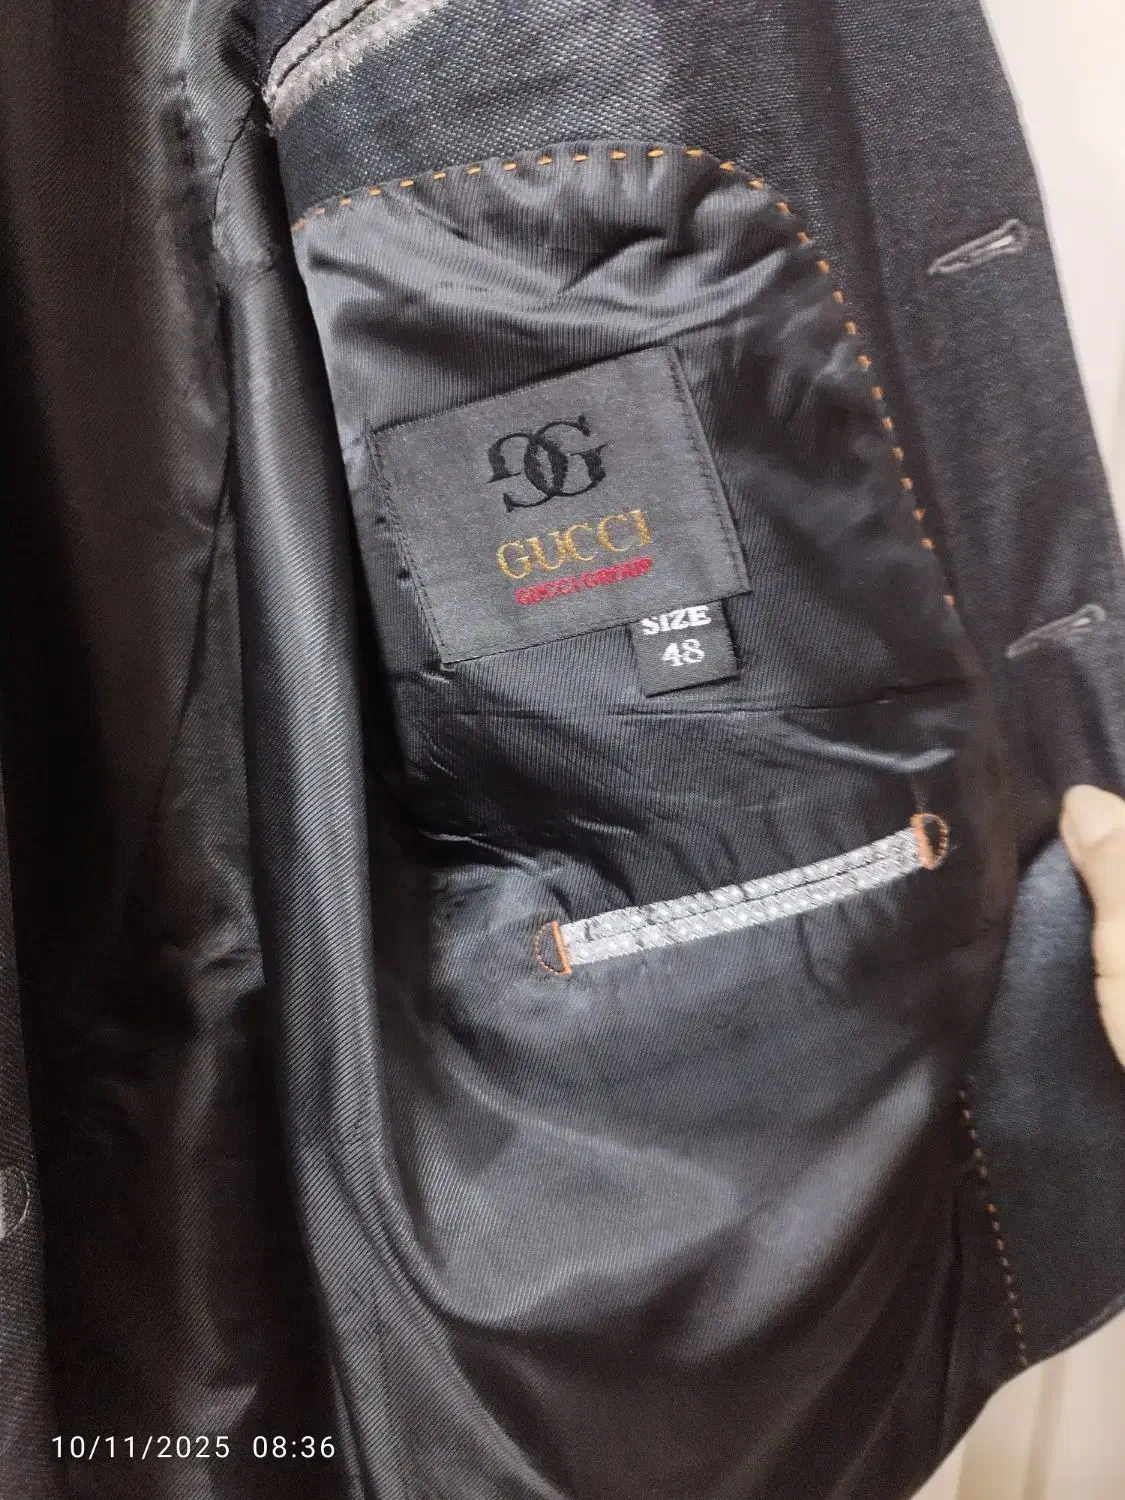 GG
GUCCI
GUCCI GROUP
SIZE
48
10/11/2025 08:36